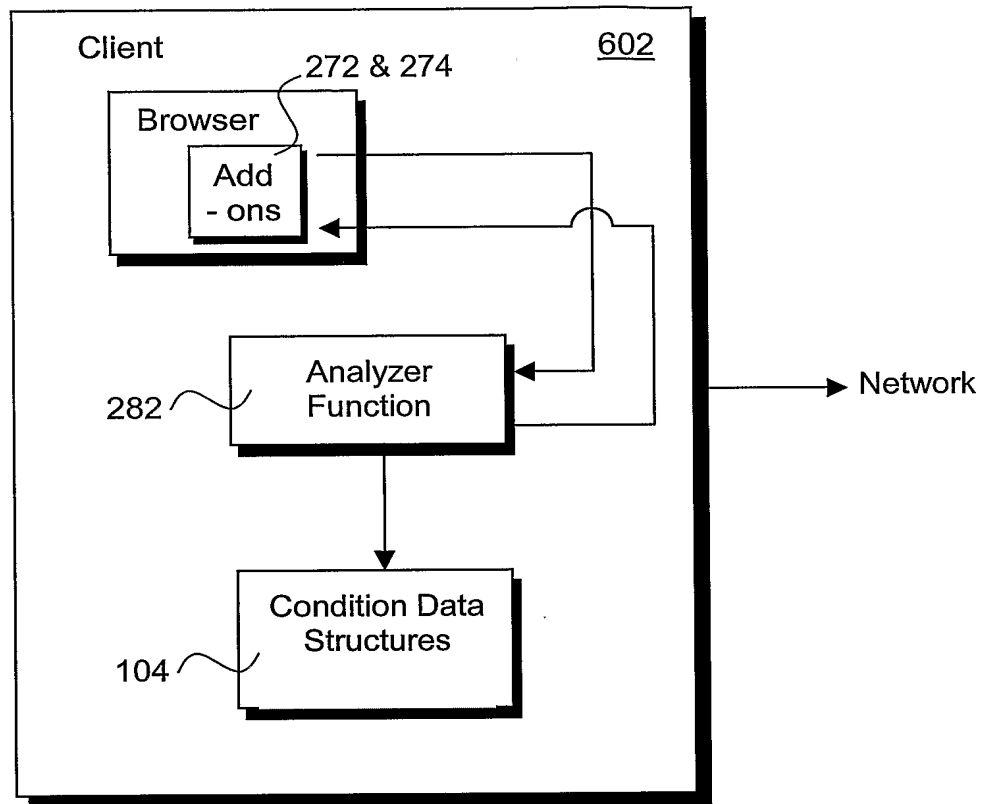 Client
602
272 & 274
Browser
Add
- ons
Analyzer
Function
282
Network
Condition Data
Structures
104